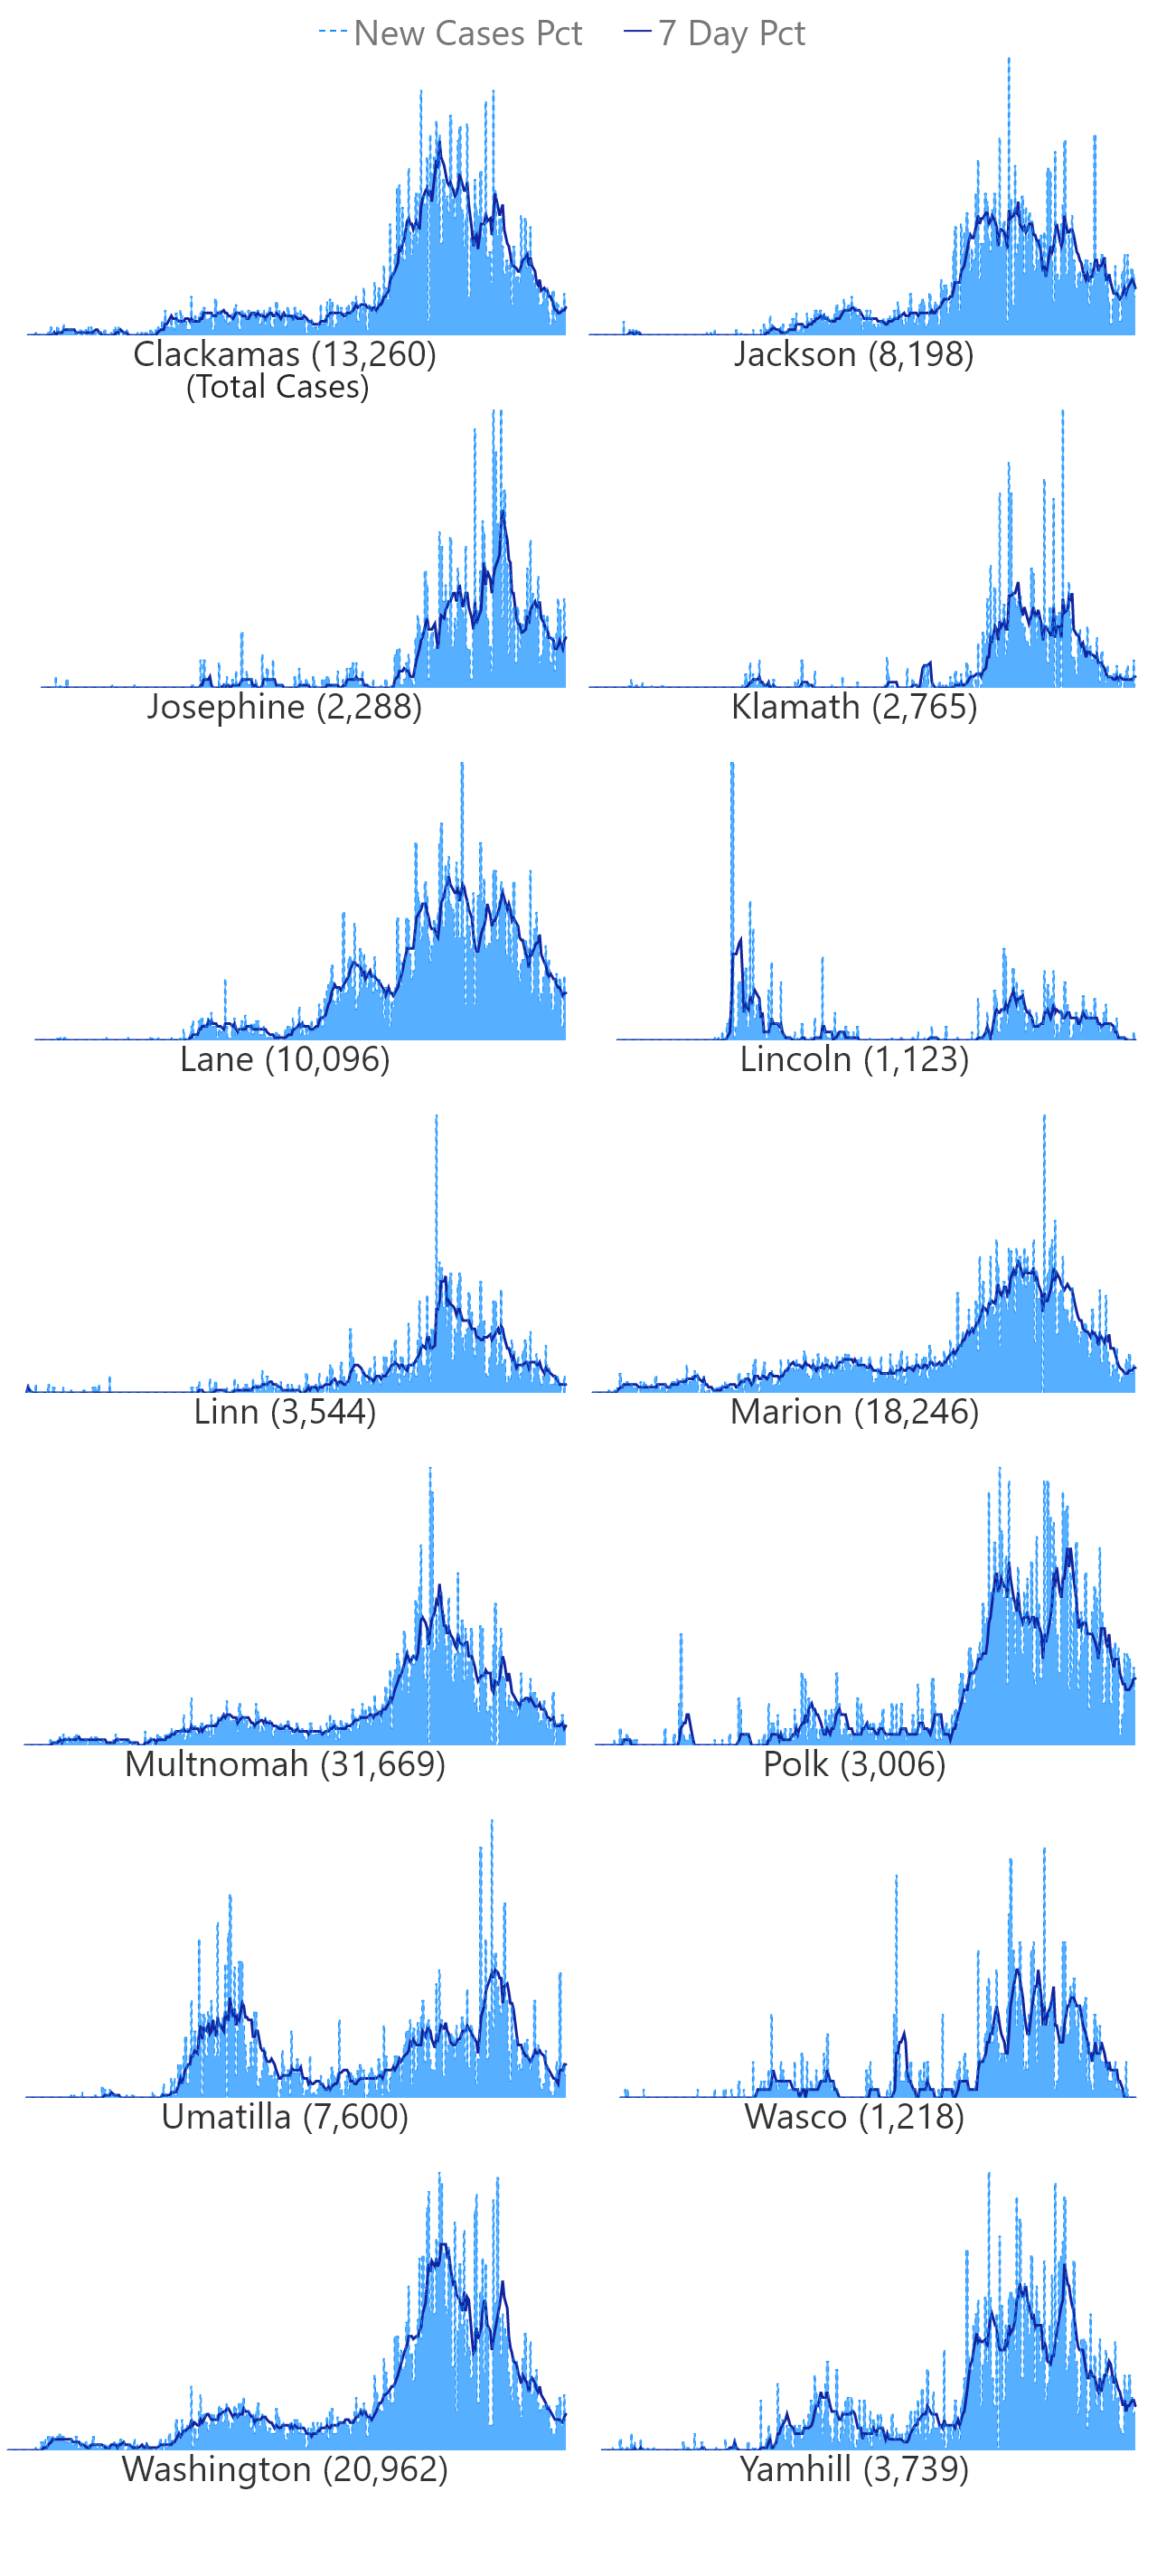 New Cases Pct 7 Day Pct
Clackamas (13,260) Jackson (8,198)
(Total Cases)
Josephine (2,288) Klamath (2,765)
Lane (10,096) Lincoln (1,123)
Linn (3,544) Marion (18,246)
Multnomah (31,669) Polk (3,006)
Umatilla (7,600) Wasco (1,218)
Washington (20,962) Yamhill (3,739)